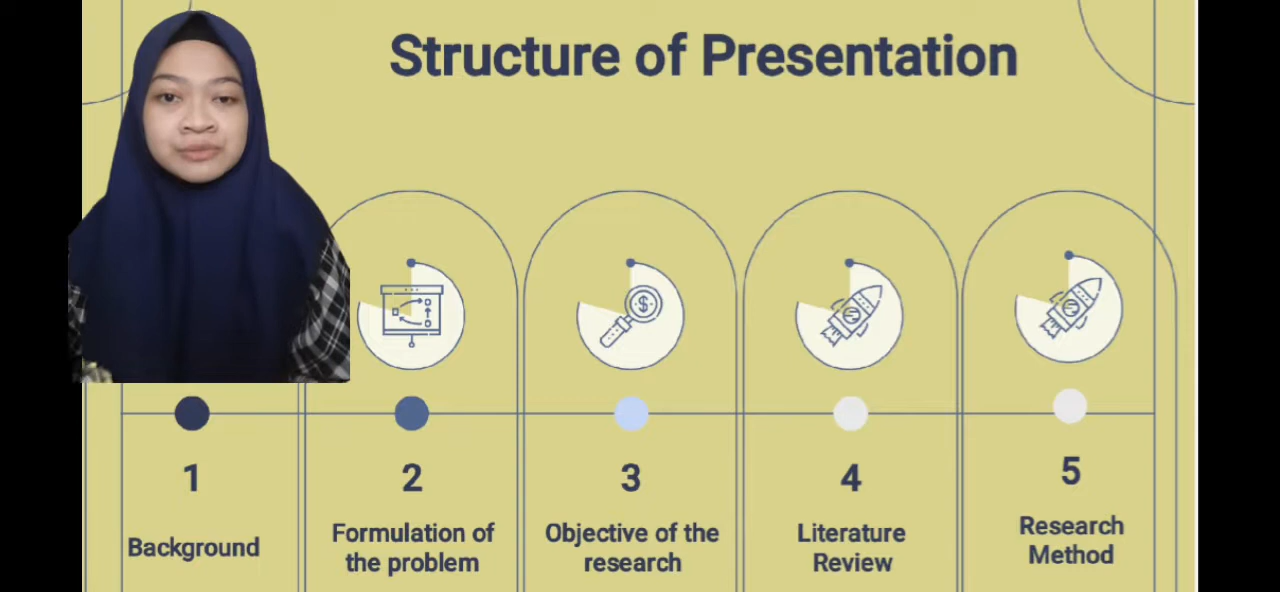 Structure of Presentation
1
Background
2
Formulation of
the problem
3
Objective of the
research
$
4
Literature
Review
5
Research
Method